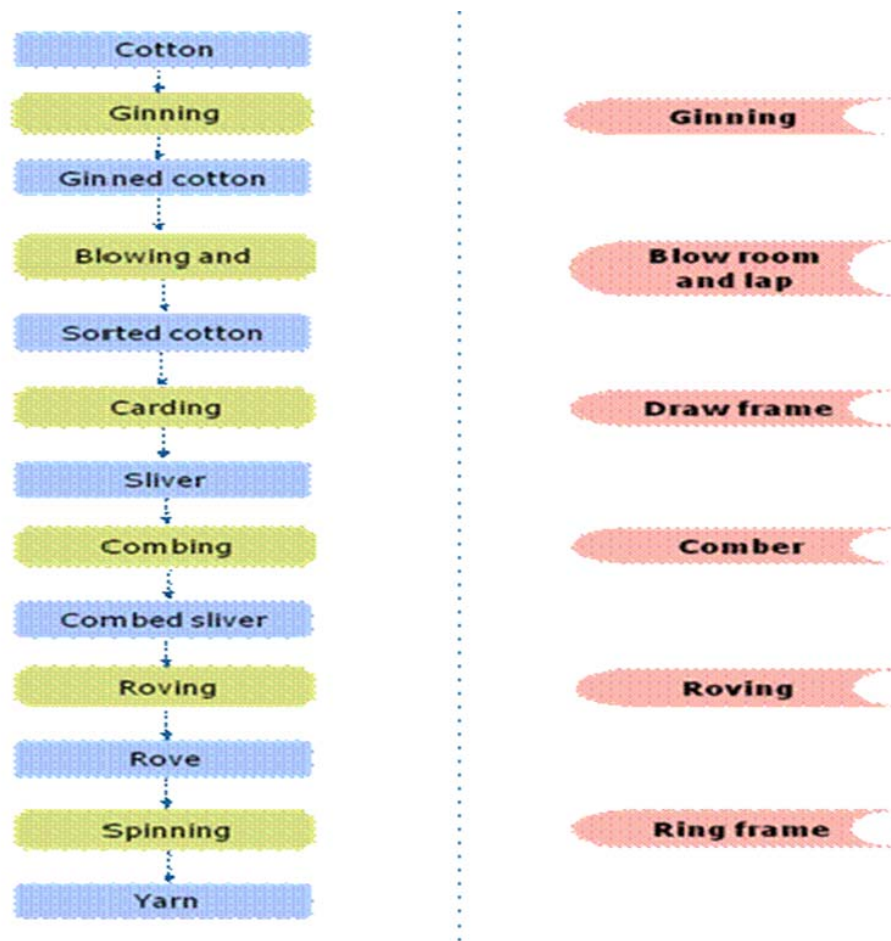 Cotton
Ginning
Ginned cotton
Blowing and
Sorted cotton
Carding
Sliver
Combing
Combed sliver
Roving
Rove
Spinning
Yarn
Ginning
Blow room
and lap
Draw frame
Comber
Roving
Ring frame